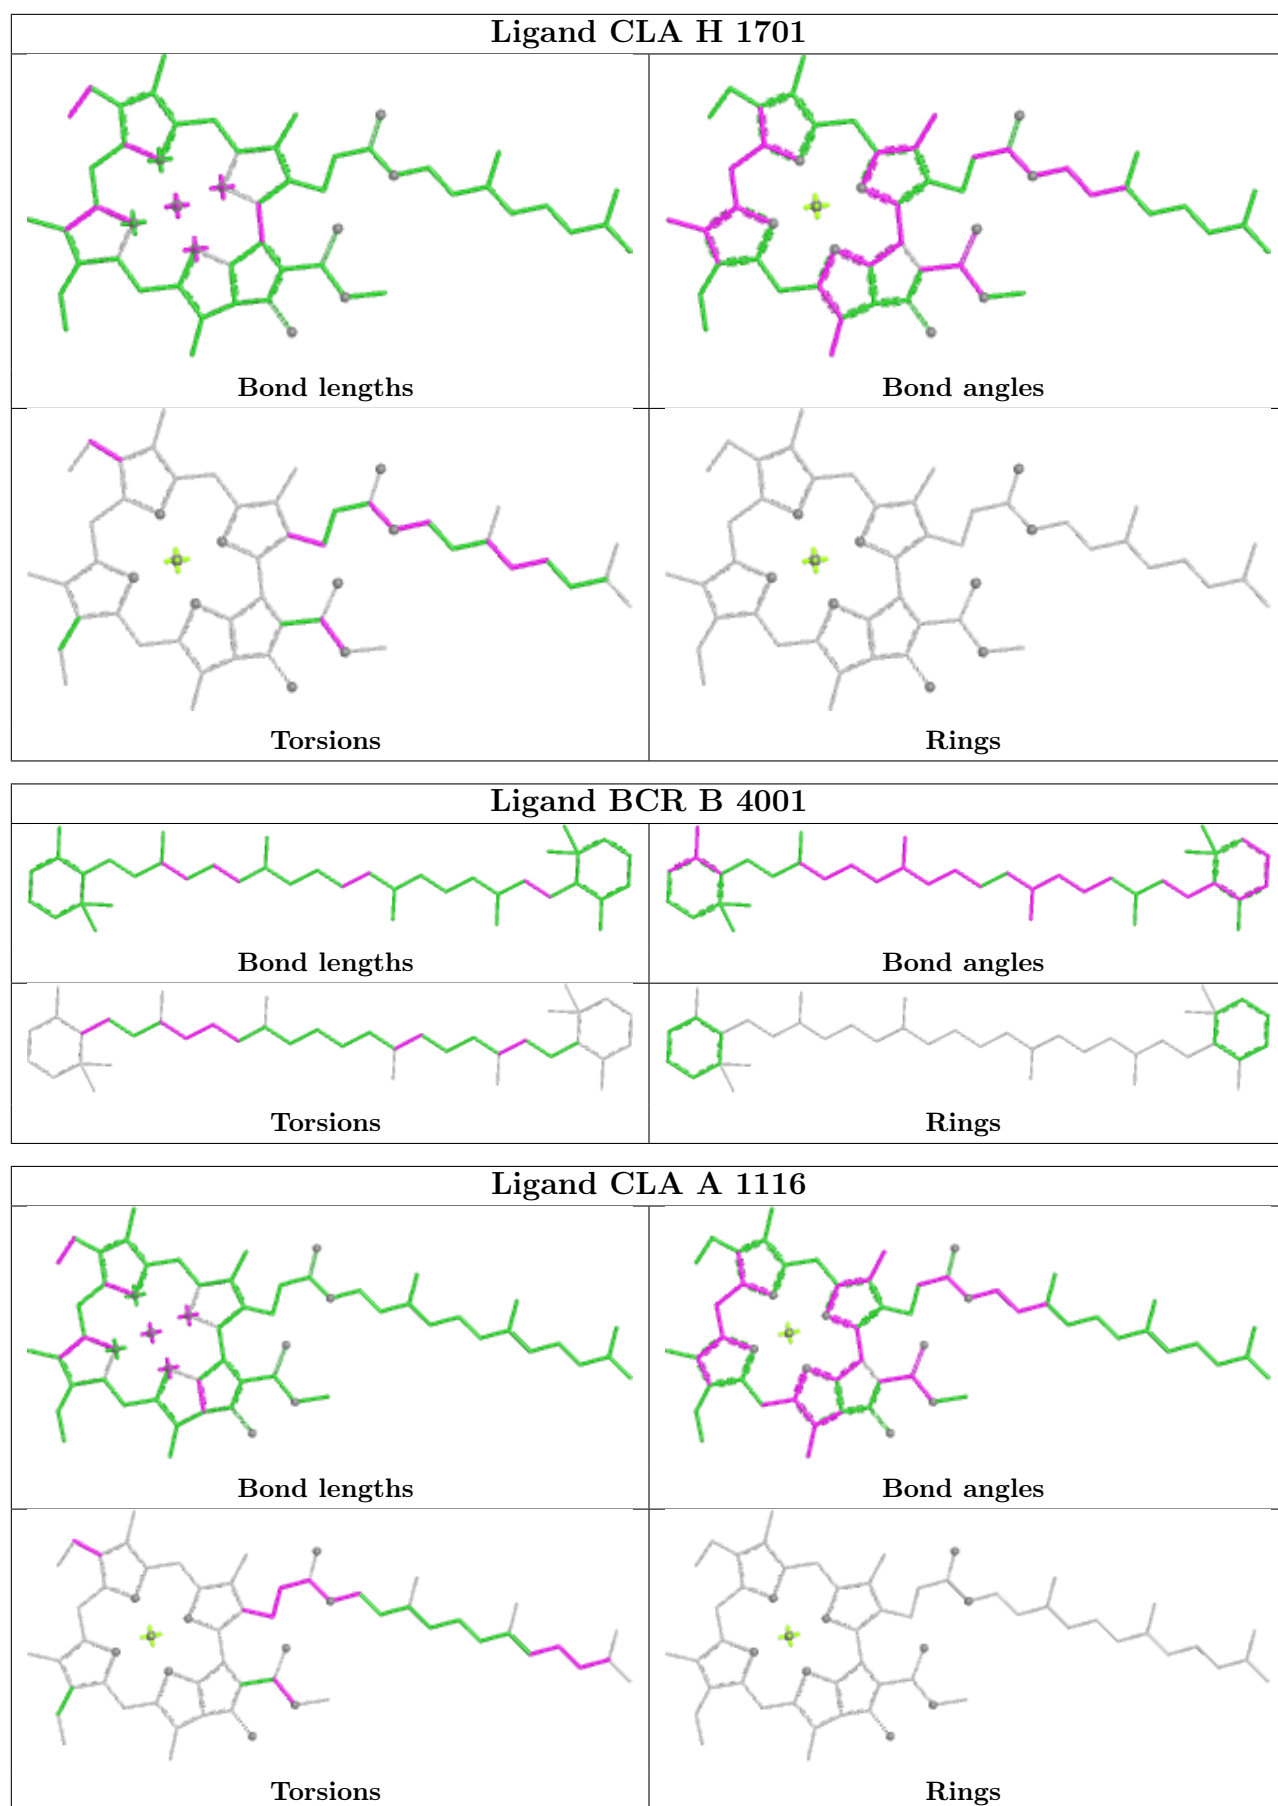 Ligand CLA H 1701
Bond lengths
Bond angles
Torsions
Rings
Ligand BCR B 4001
Bond lengths
Bond angles
Torsions
Rings
Ligand CLA A 1116
Bond lengths
Bond angles
Torsions
Rings